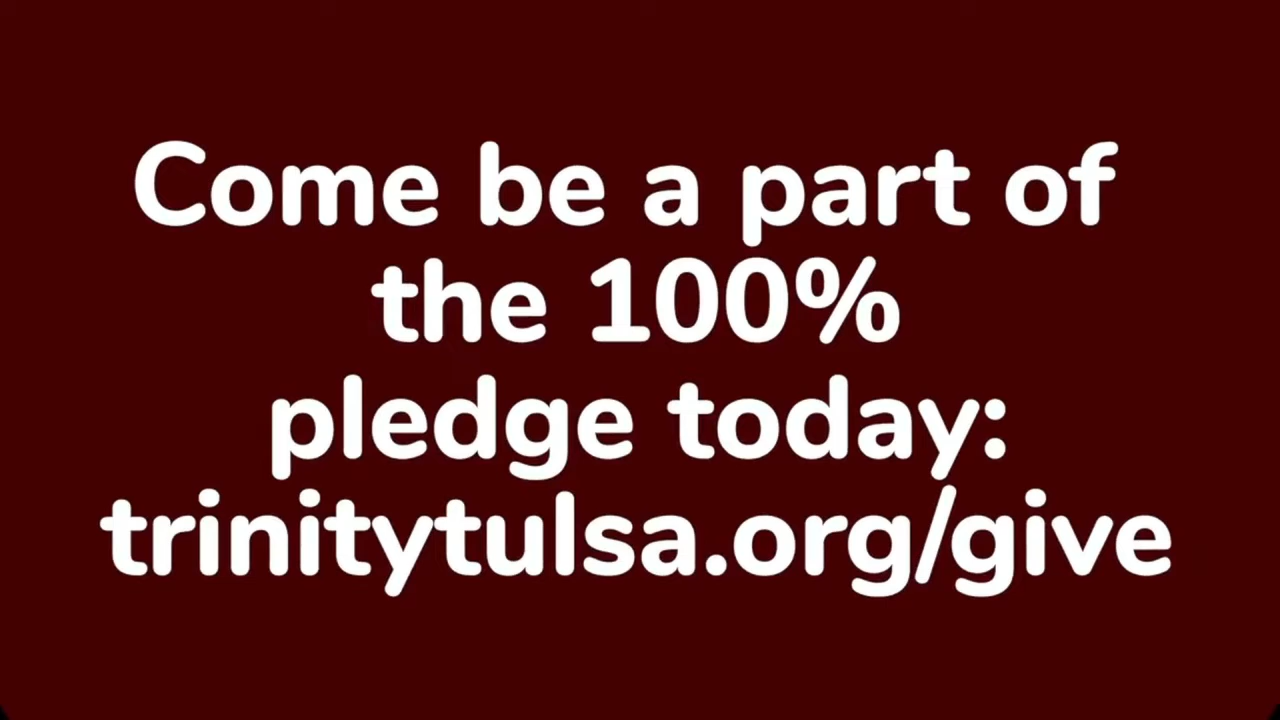 Come be a part of
the 100%
pledge today:
trinitytulsa.org/give